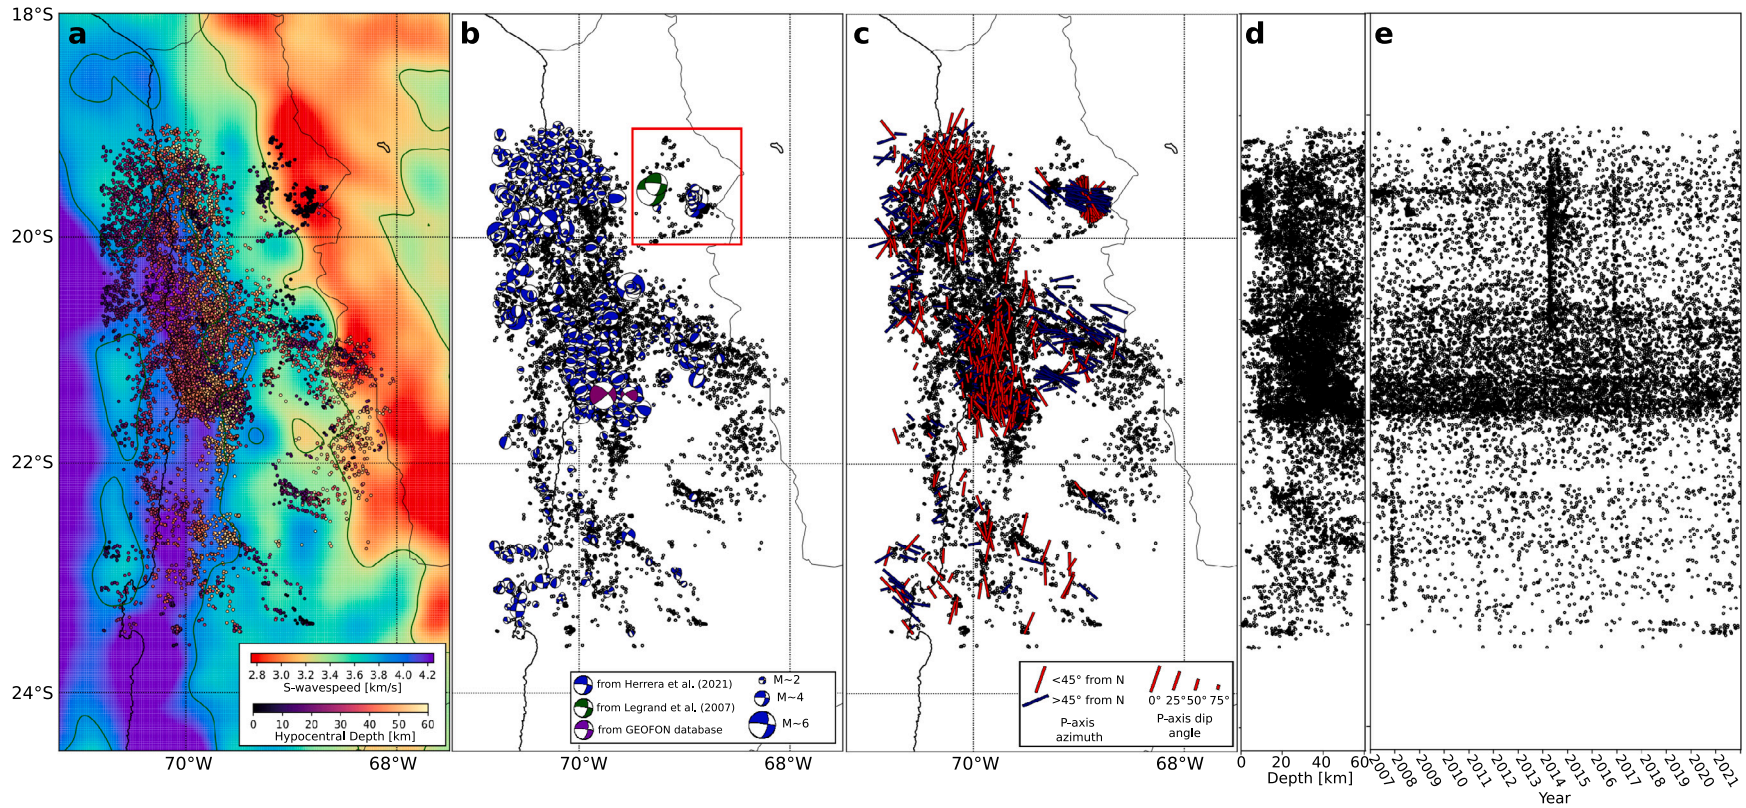 a
b
c
d
e
18°S
20°S
22°S
24°S
2.8 3.0 3.2 3.4 3.6 3.8 4.0 4.2
S-wavespeed [km/s]
0 10 20 30 40 50 60
Hypocentral Depth [km]
from Herrera et al. (2021)
from Legrand et al. (2007)
from GEOFON database
M~2
M~4
M~6
<45° from N
>45° from N
P-axis
azimuth
0° 25° 50° 75°
P-axis dip
angle
70°W 68°W
70°W 68°W
70°W 68°W
0 20 40 60
Depth [km]
2007 2008 2009 2010 2011 2012 2013 2014 2015 2016 2017 2018 2019 2020 2021
Year